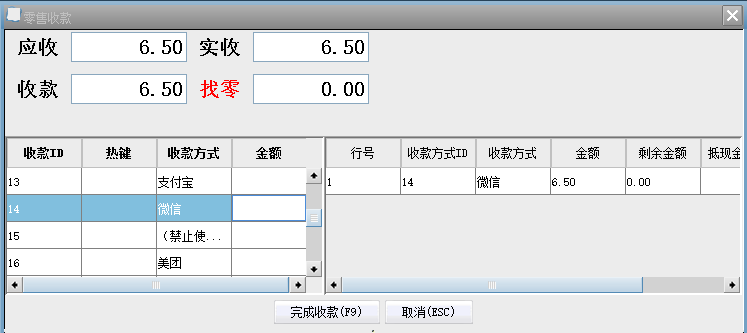 零售收款
应收 6.50 实收 6.50
收款 6.50 找零 0.00
收款ID 热键 收款方式 金额 行号 收款方式ID 收款方式 金额 剩余金额 抵现金
13 支付宝 1 14 微信 6.50 0.00
14 微信
15 （禁止使...
16 美团
完成收款(F9) 取消(ESC)